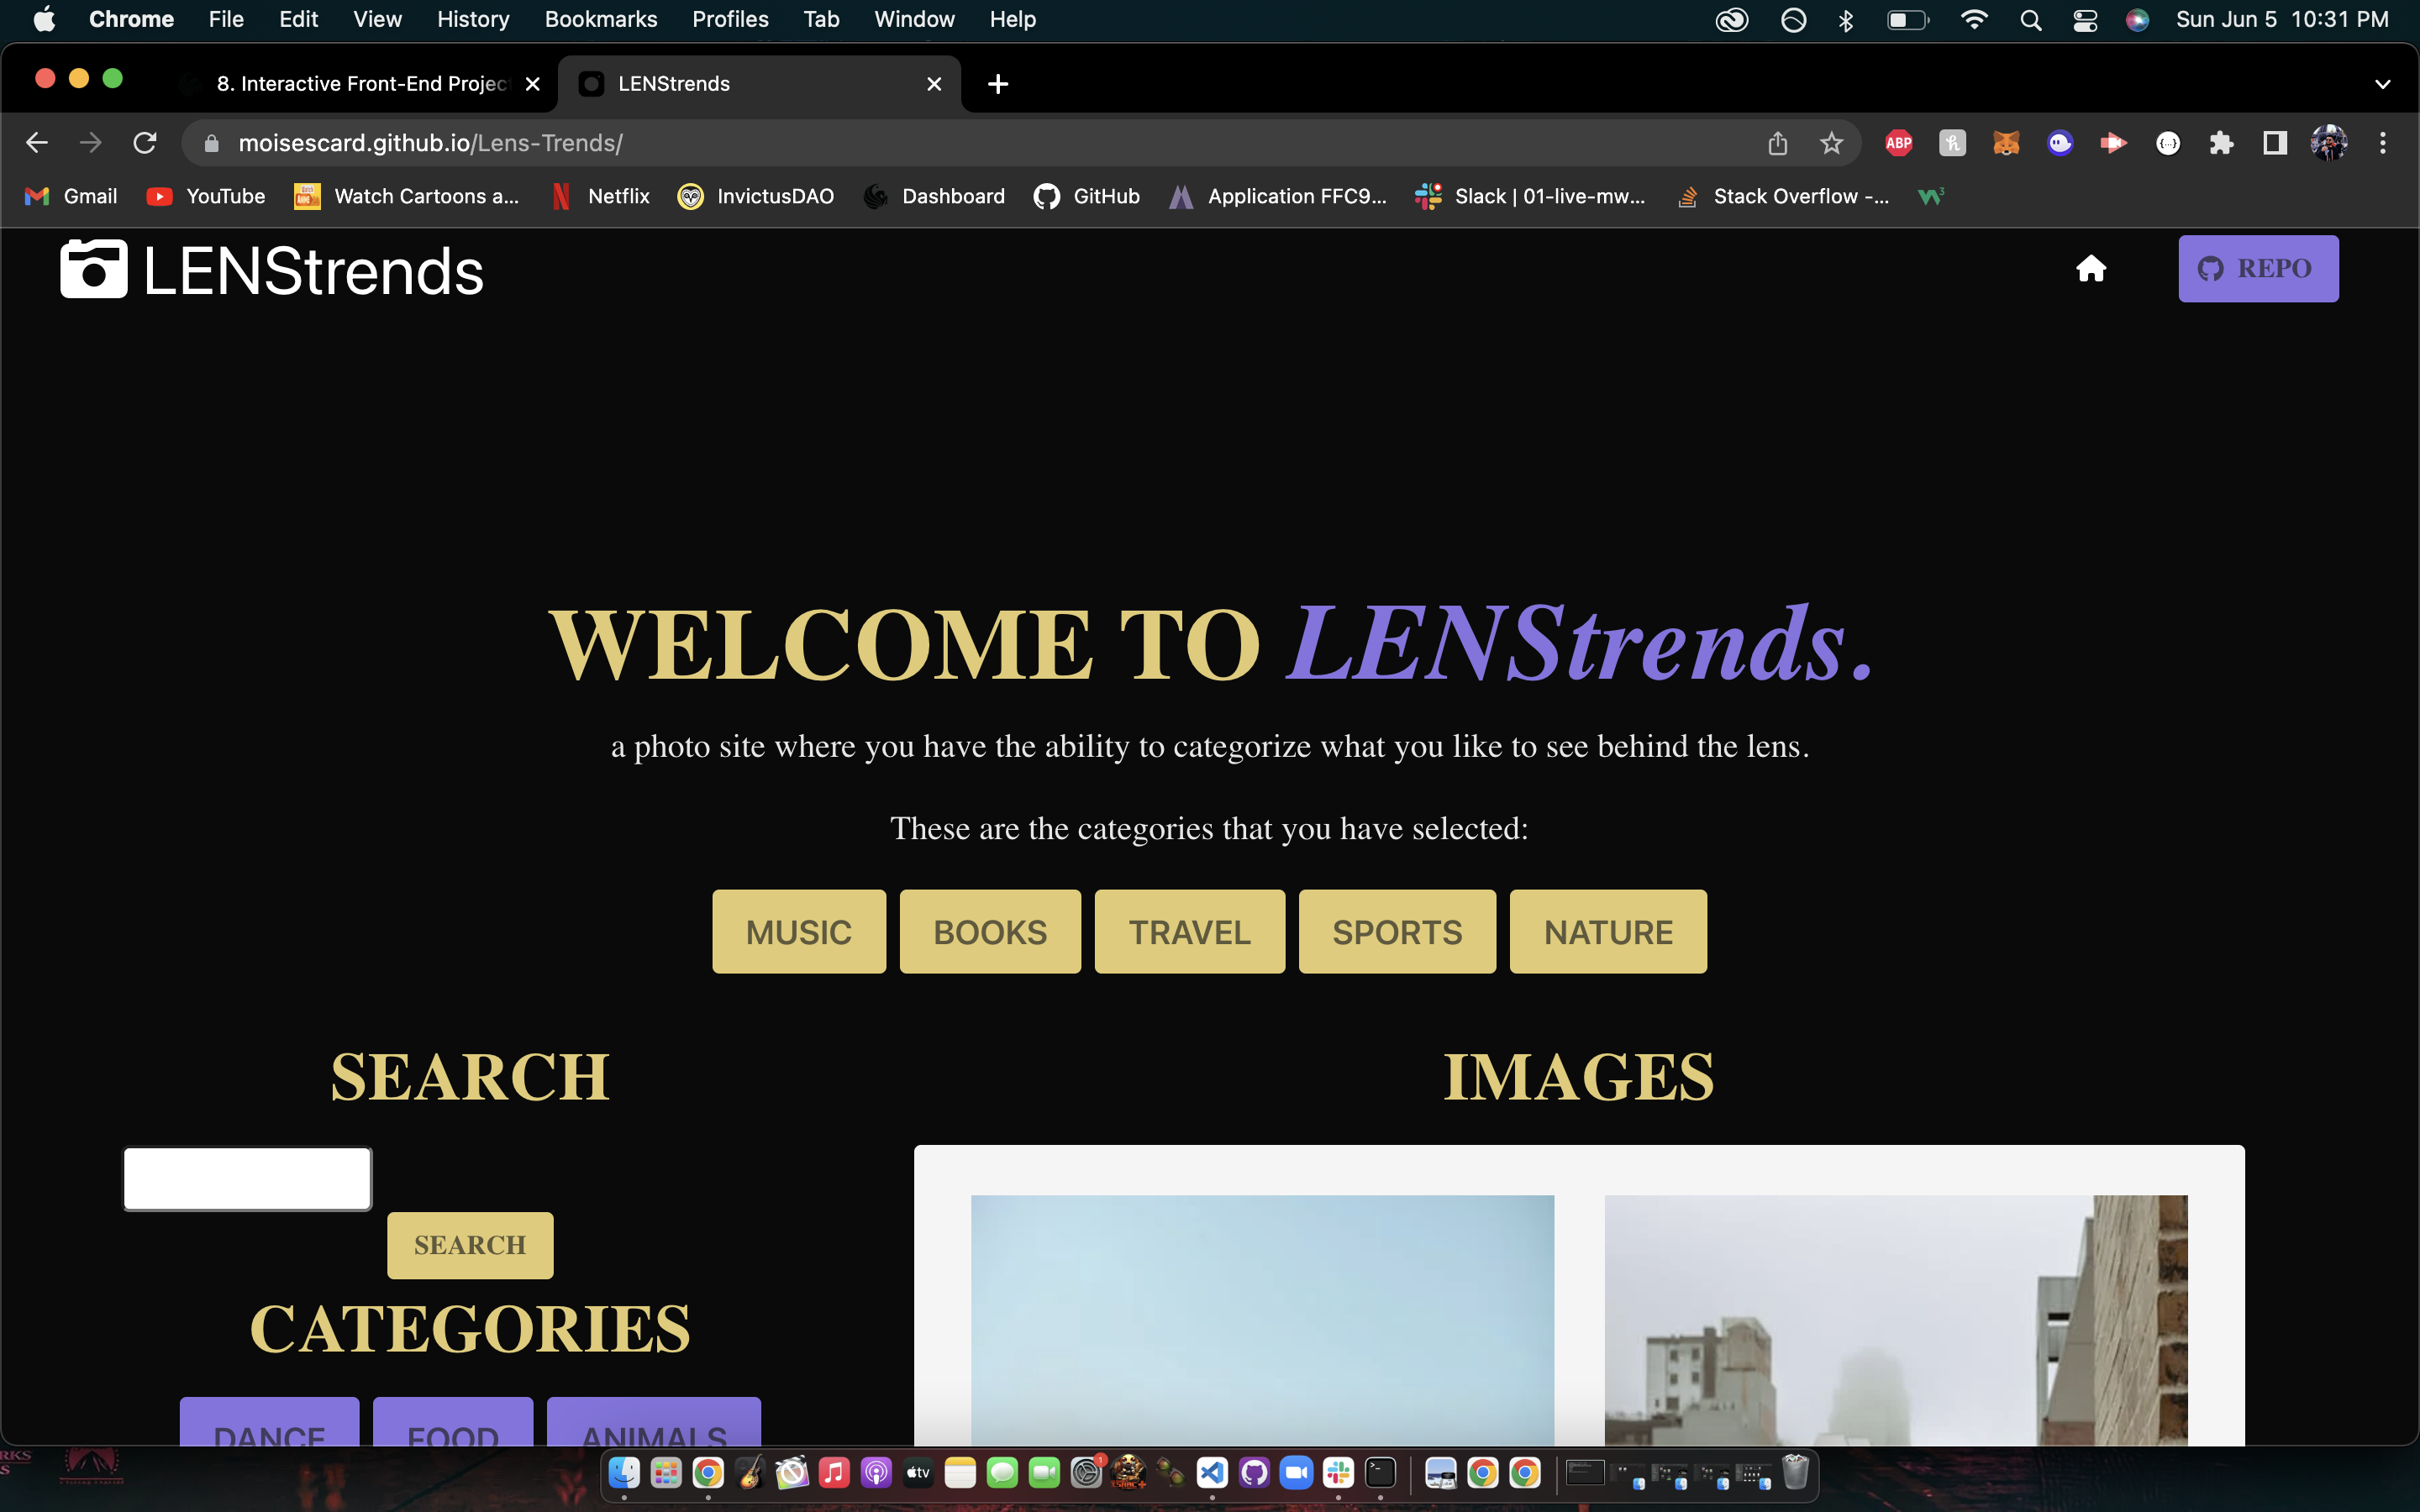 Chrome File Edit View History Bookmarks Profiles Tab Window Help Sun Jun 5 10:31 PM
8. Interactive Front-End Projec LENStrends
moisescard.github.io/Lens-Trends/ ABP
Gmail YouTube Watch Cartoons a... Netflix InvictusDAO Dashboard GitHub Application FFC9... Slack | 01-live-mw... Stack Overflow -...
LENStrends REPO
WELCOME TO LENStrends.
a photo site where you have the ability to categorize what you like to see behind the lens.
These are the categories that you have selected:
MUSIC BOOKS TRAVEL SPORTS NATURE
SEARCH IMAGES
SEARCH
CATEGORIES
DANCE FOOD ANIMALS
tv